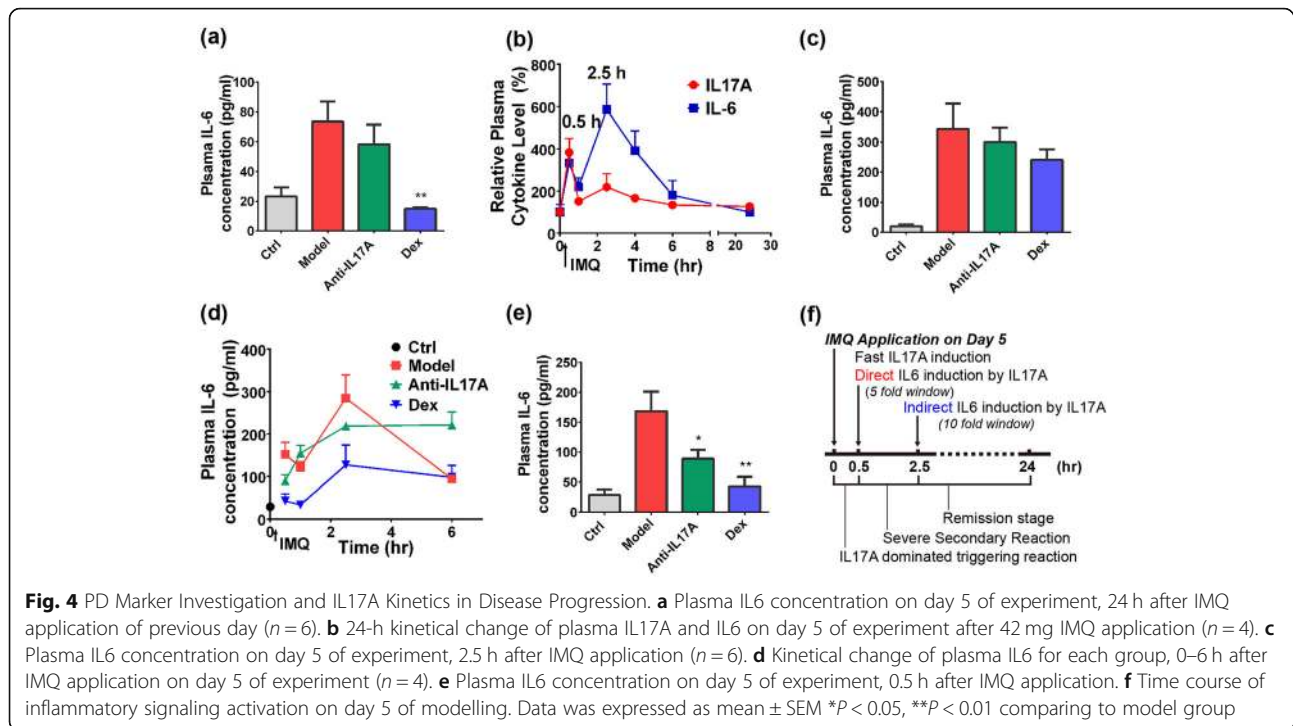 (a)
Plsama IL-6
concentration (pg/ml)
100
80
60
40
20
0
**
Ctrl
Model
Anti-IL17A
Dex
(b)
Relative Plasma
Cytokine Level (%)
800
600
400
200
0
0.5 h
2.5 h
IL17A
IL-6
0 2 4 6 8 20 30
IMQ Time (hr)
(c)
Plasma IL-6
concentration (pg/ml)
500
400
300
200
100
0
Ctrl
Model
Anti-IL17A
Dex
(d)
Plasma IL-6
concentration (pg/ml)
400
300
200
100
0
Ctrl
Model
Anti-IL17A
Dex
0 2 4 6
IMQ Time (hr)
(e)
Plasma IL-6
concentration (pg/ml)
250
200
150
100
50
0
*
**
Ctrl
Model
Anti-IL17A
Dex
(f)
IMQ Application on Day 5
Fast IL17A induction
Direct IL6 induction by IL17A
(5 fold window)
Indirect IL6 induction by IL17A
(10 fold window)
0 0.5 2.5 24 (hr)
Remission stage
Severe Secondary Reaction
IL17A dominated triggering reaction
Fig. 4 PD Marker Investigation and IL17A Kinetics in Disease Progression. a Plasma IL6 concentration on day 5 of experiment, 24 h after IMQ
application of previous day (n = 6). b 24-h kinetical change of plasma IL17A and IL6 on day 5 of experiment after 42 mg IMQ application (n = 4). c
Plasma IL6 concentration on day 5 of experiment, 2.5 h after IMQ application (n = 6). d Kinetical change of plasma IL6 for each group, 0–6 h after
IMQ application on day 5 of experiment (n = 4). e Plasma IL6 concentration on day 5 of experiment, 0.5 h after IMQ application. f Time course of
inflammatory signaling activation on day 5 of modelling. Data was expressed as mean ± SEM *P < 0.05, **P < 0.01 comparing to model group